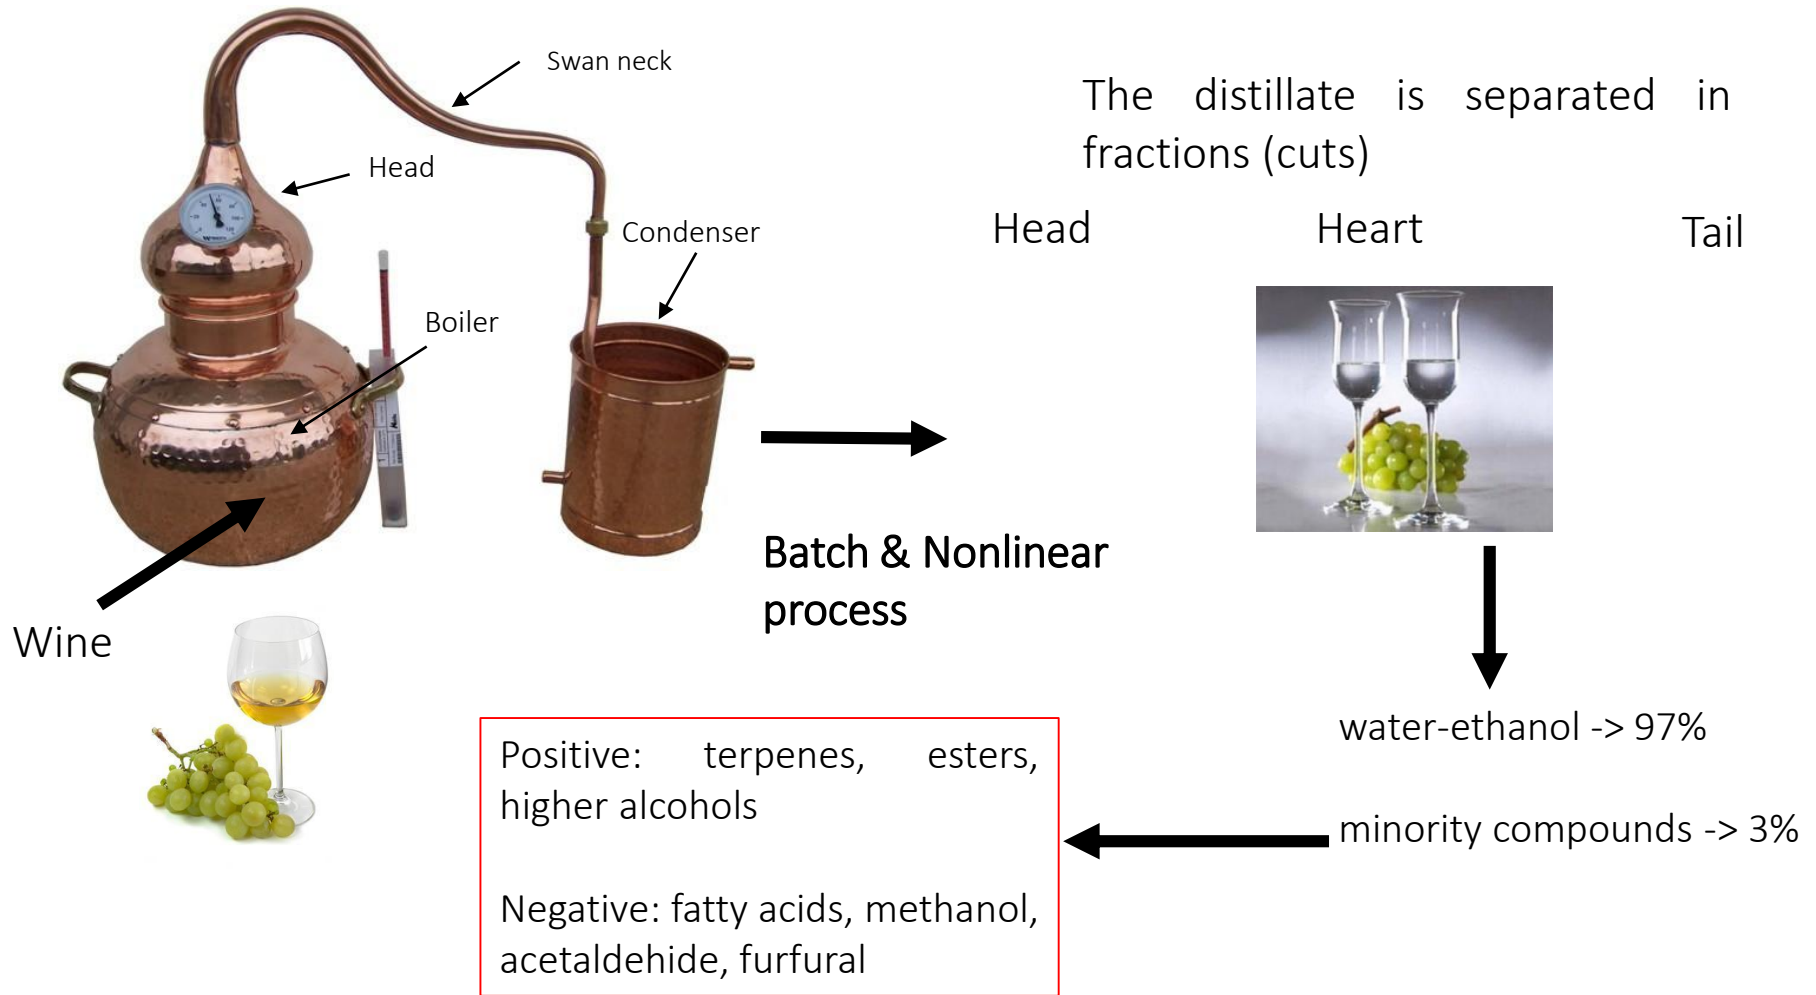 Swan neck
Head
Condenser
Boiler
Wine
The distillate is separated in
fractions (cuts)
Head
Heart
Tail
Batch & Nonlinear
process
water-ethanol -> 97%
minority compounds -> 3%
Positive: terpenes, esters,
higher alcohols
Negative: fatty acids, methanol,
acetaldehide, furfural